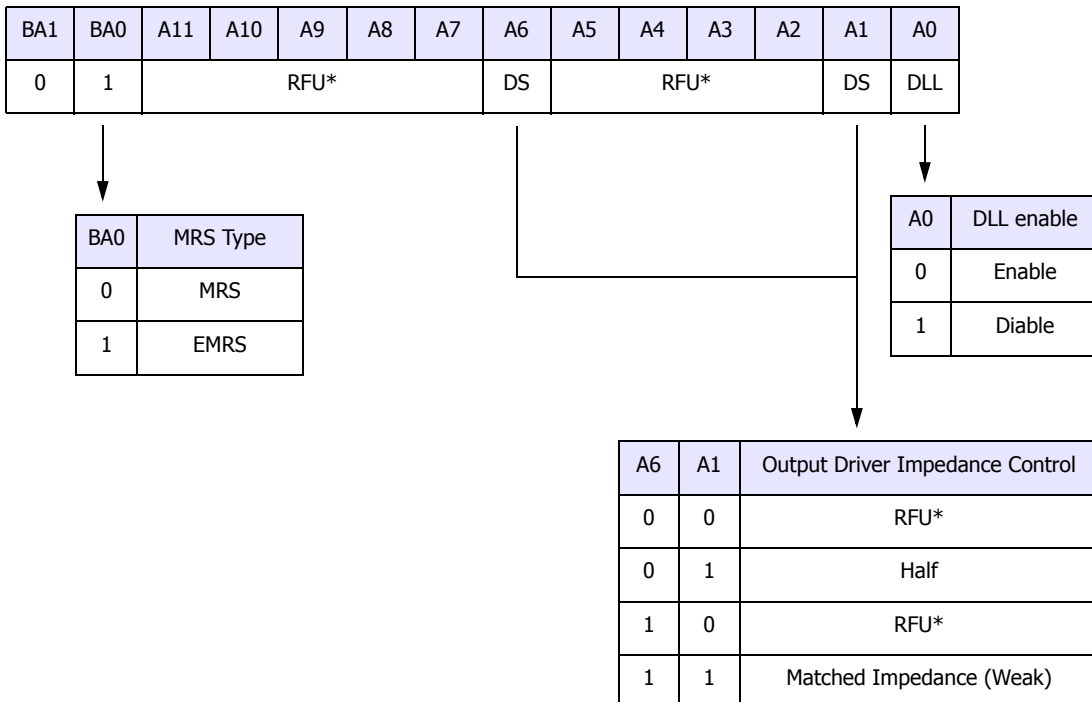 BA1 BA0 A11 A10 A9 A8 A7 A6 A5 A4 A3 A2 A1 A0
0 1 RFU* DS RFU* DS DLL
BA0 MRS Type
0 MRS
1 EMRS
A0 DLL enable
0 Enable
1 Diable
A6 A1 Output Driver Impedance Control
0 0 RFU*
0 1 Half
1 0 RFU*
1 1 Matched Impedance (Weak)